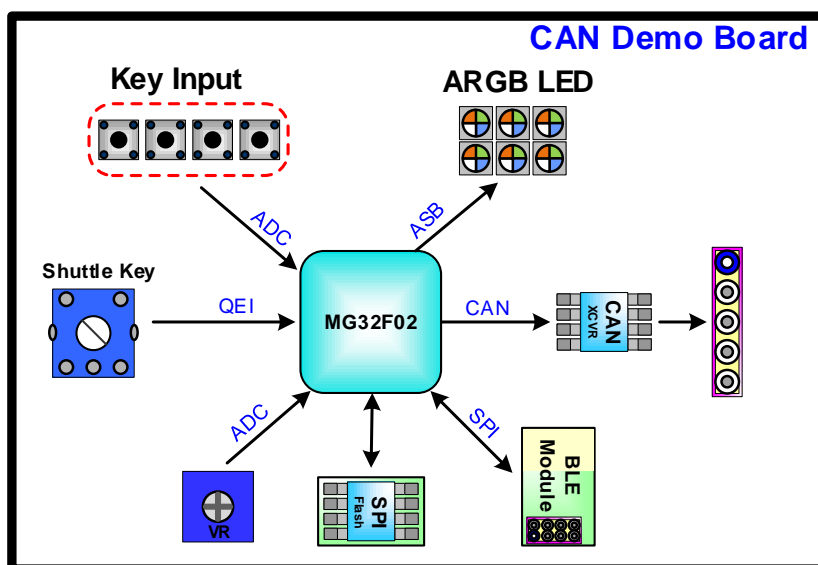 CAN Demo Board
Key Input
ARGB LED
ADC
ASB
Shuttle Key
QEI
MG32F02
CAN
CAN
XCVR
ADC
SPI
VR
SPI
Flash
BLE
Module